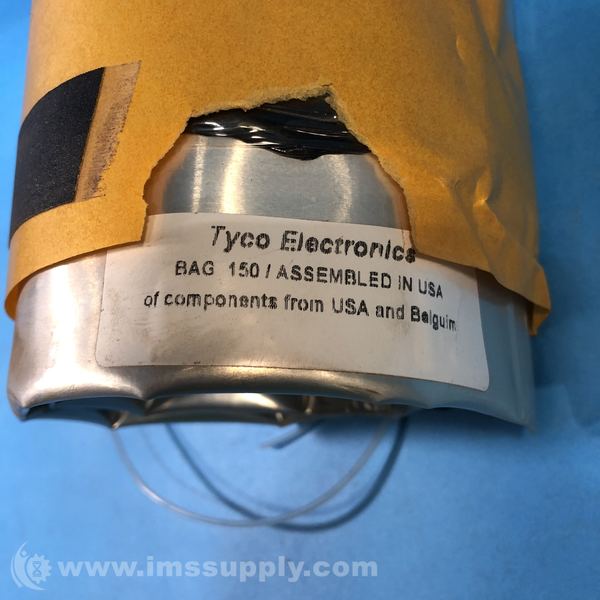 Tyco Electronics
BAG 150 / ASSEMBLED IN USA
of components from USA and Belguim
www.imssupply.com